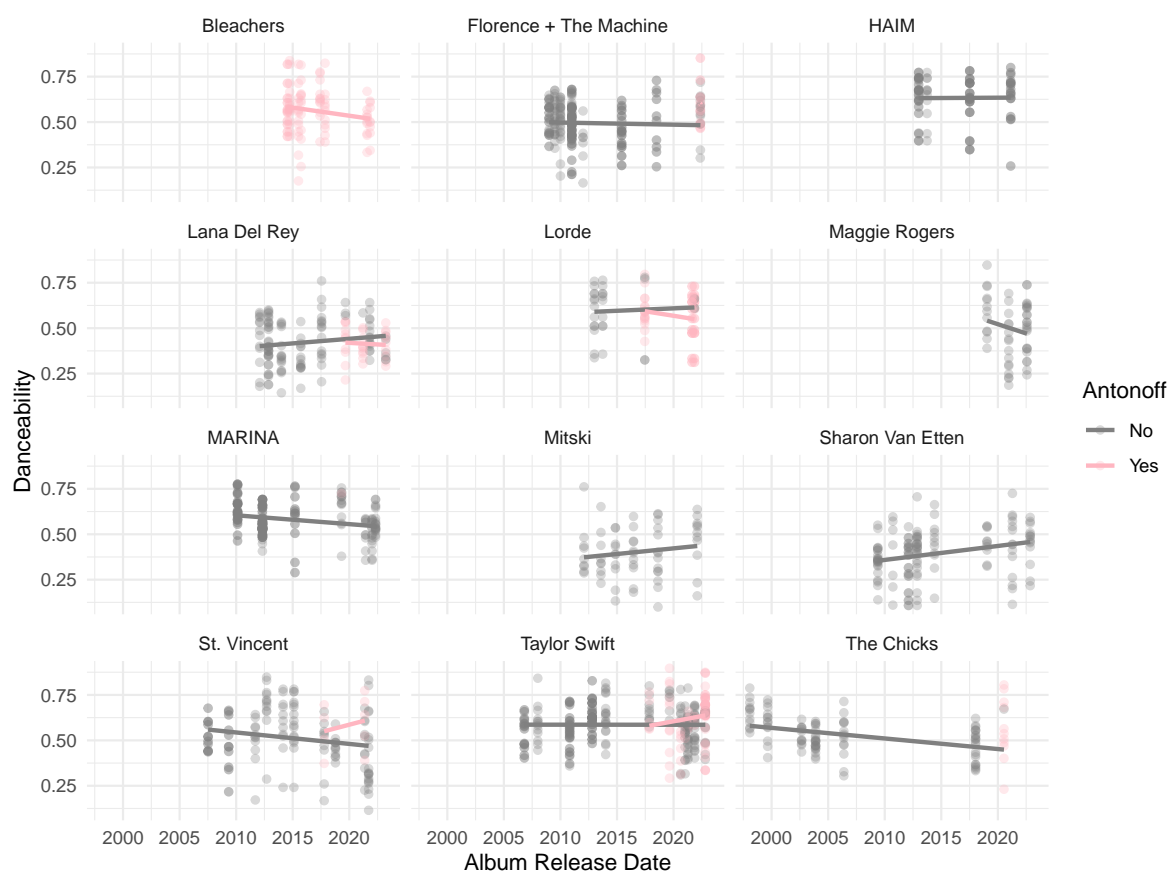 Bleachers Florence + The Machine HAIM
0.75
0.50
0.25
Lana Del Rey Lorde Maggie Rogers
0.75
0.50
0.25
MARINA Mitski Sharon Van Etten
0.75
0.50
0.25
St. Vincent Taylor Swift The Chicks
0.75
0.50
0.25
2000 2005 2010 2015 2020 2000 2005 2010 2015 2020 2000 2005 2010 2015 2020
Album Release Date
Danceability
Antonoff
No
Yes